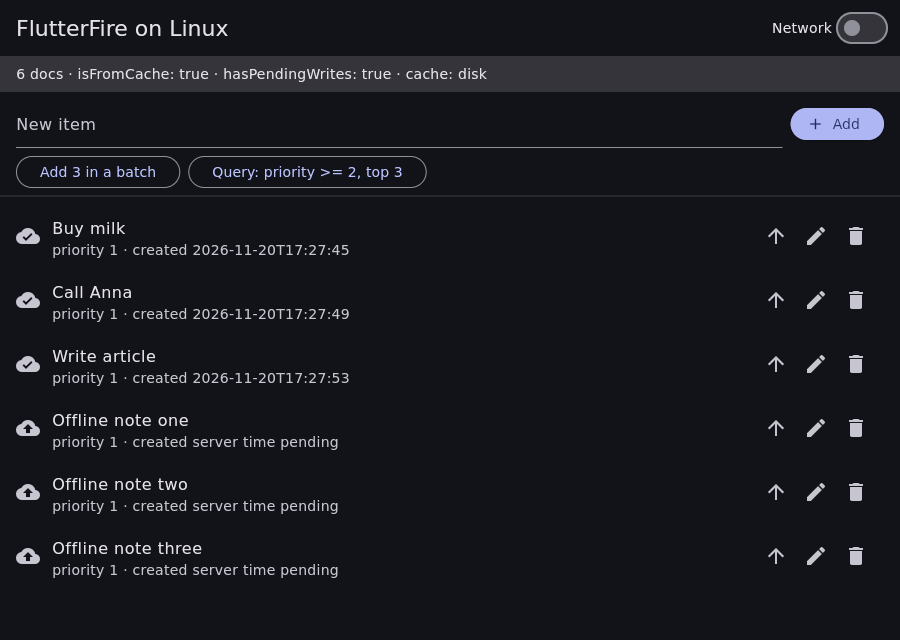 FlutterFire on Linux
Network
6 docs · isFromCache: true · hasPendingWrites: true · cache: disk
New item
+ Add
Add 3 in a batch
Query: priority >= 2, top 3
Buy milk
priority 1 · created 2026-11-20T17:27:45
Call Anna
priority 1 · created 2026-11-20T17:27:49
Write article
priority 1 · created 2026-11-20T17:27:53
Offline note one
priority 1 · created server time pending
Offline note two
priority 1 · created server time pending
Offline note three
priority 1 · created server time pending